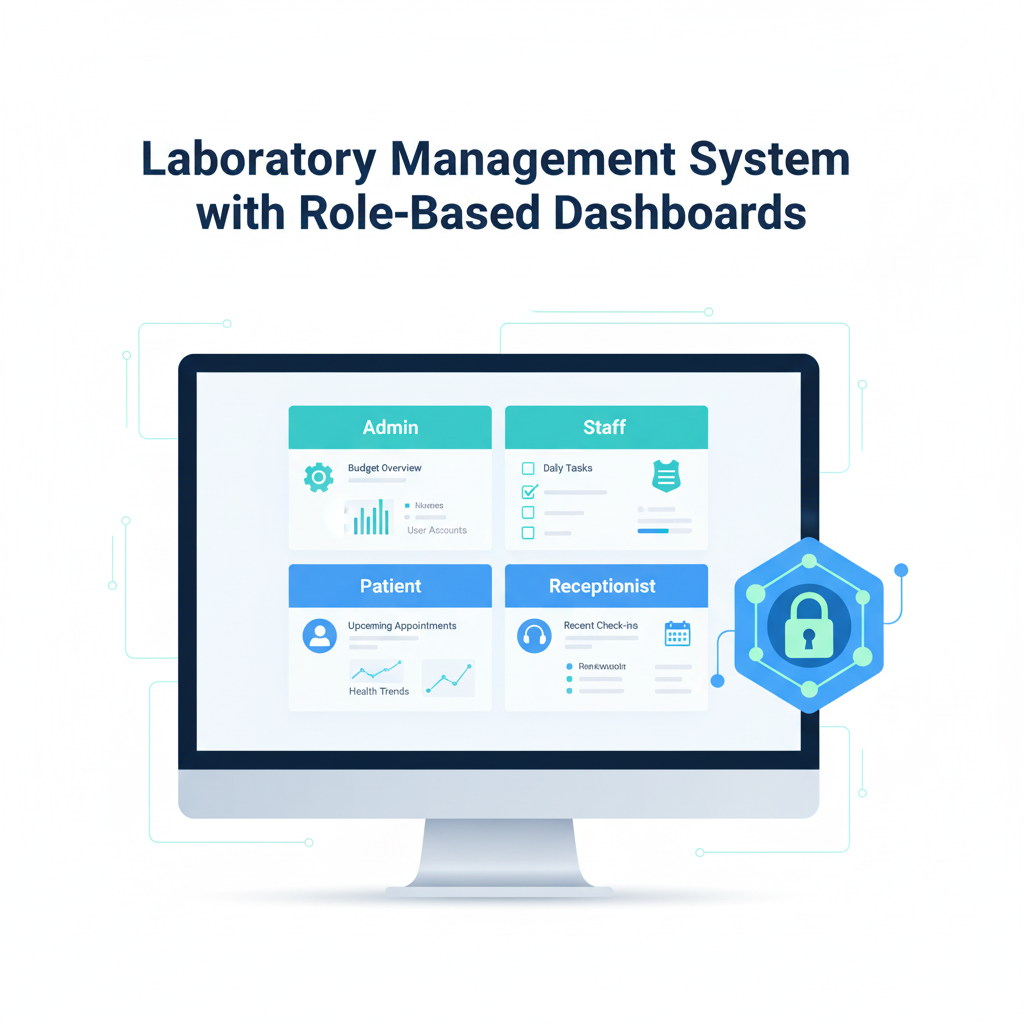 Laboratory Management System
with Role-Based Dashboards
Admin
Budget Overview
User Accounts
Staff
Daily Tasks
Patient
Upcoming Appointments
Health Trends
Receptionist
Recent Check-ins